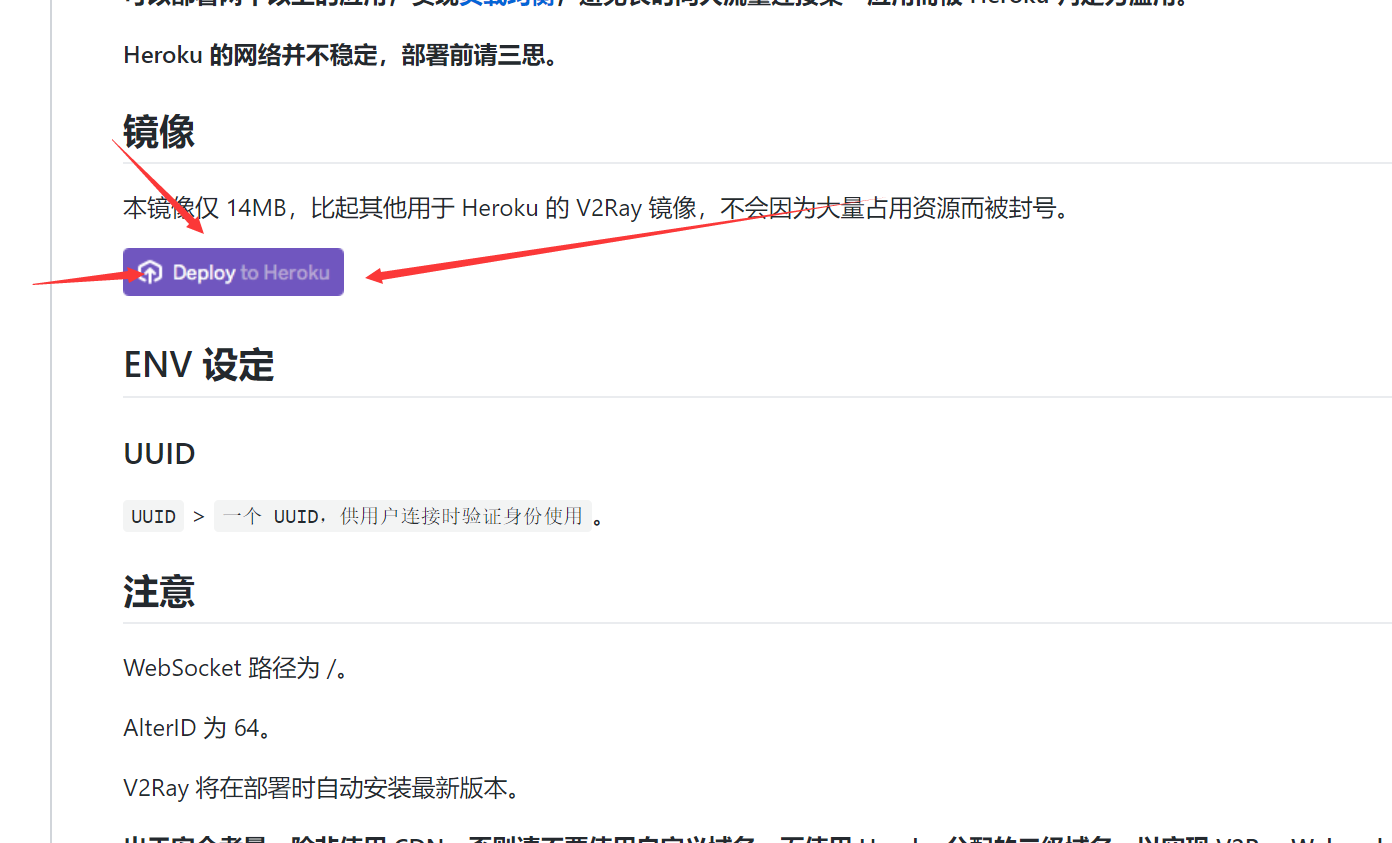 Heroku 的网络并不稳定，部署前请三思。
镜像
本镜像仅 14MB，比起其他用于 Heroku 的 V2Ray 镜像，不会因为大量占用资源而被封号。
Deploy to Heroku
ENV 设定
UUID
UUID > 一个 UUID，供用户连接时验证身份使用 。
注意
WebSocket 路径为 /。
AlterID 为 64。
V2Ray 将在部署时自动安装最新版本。